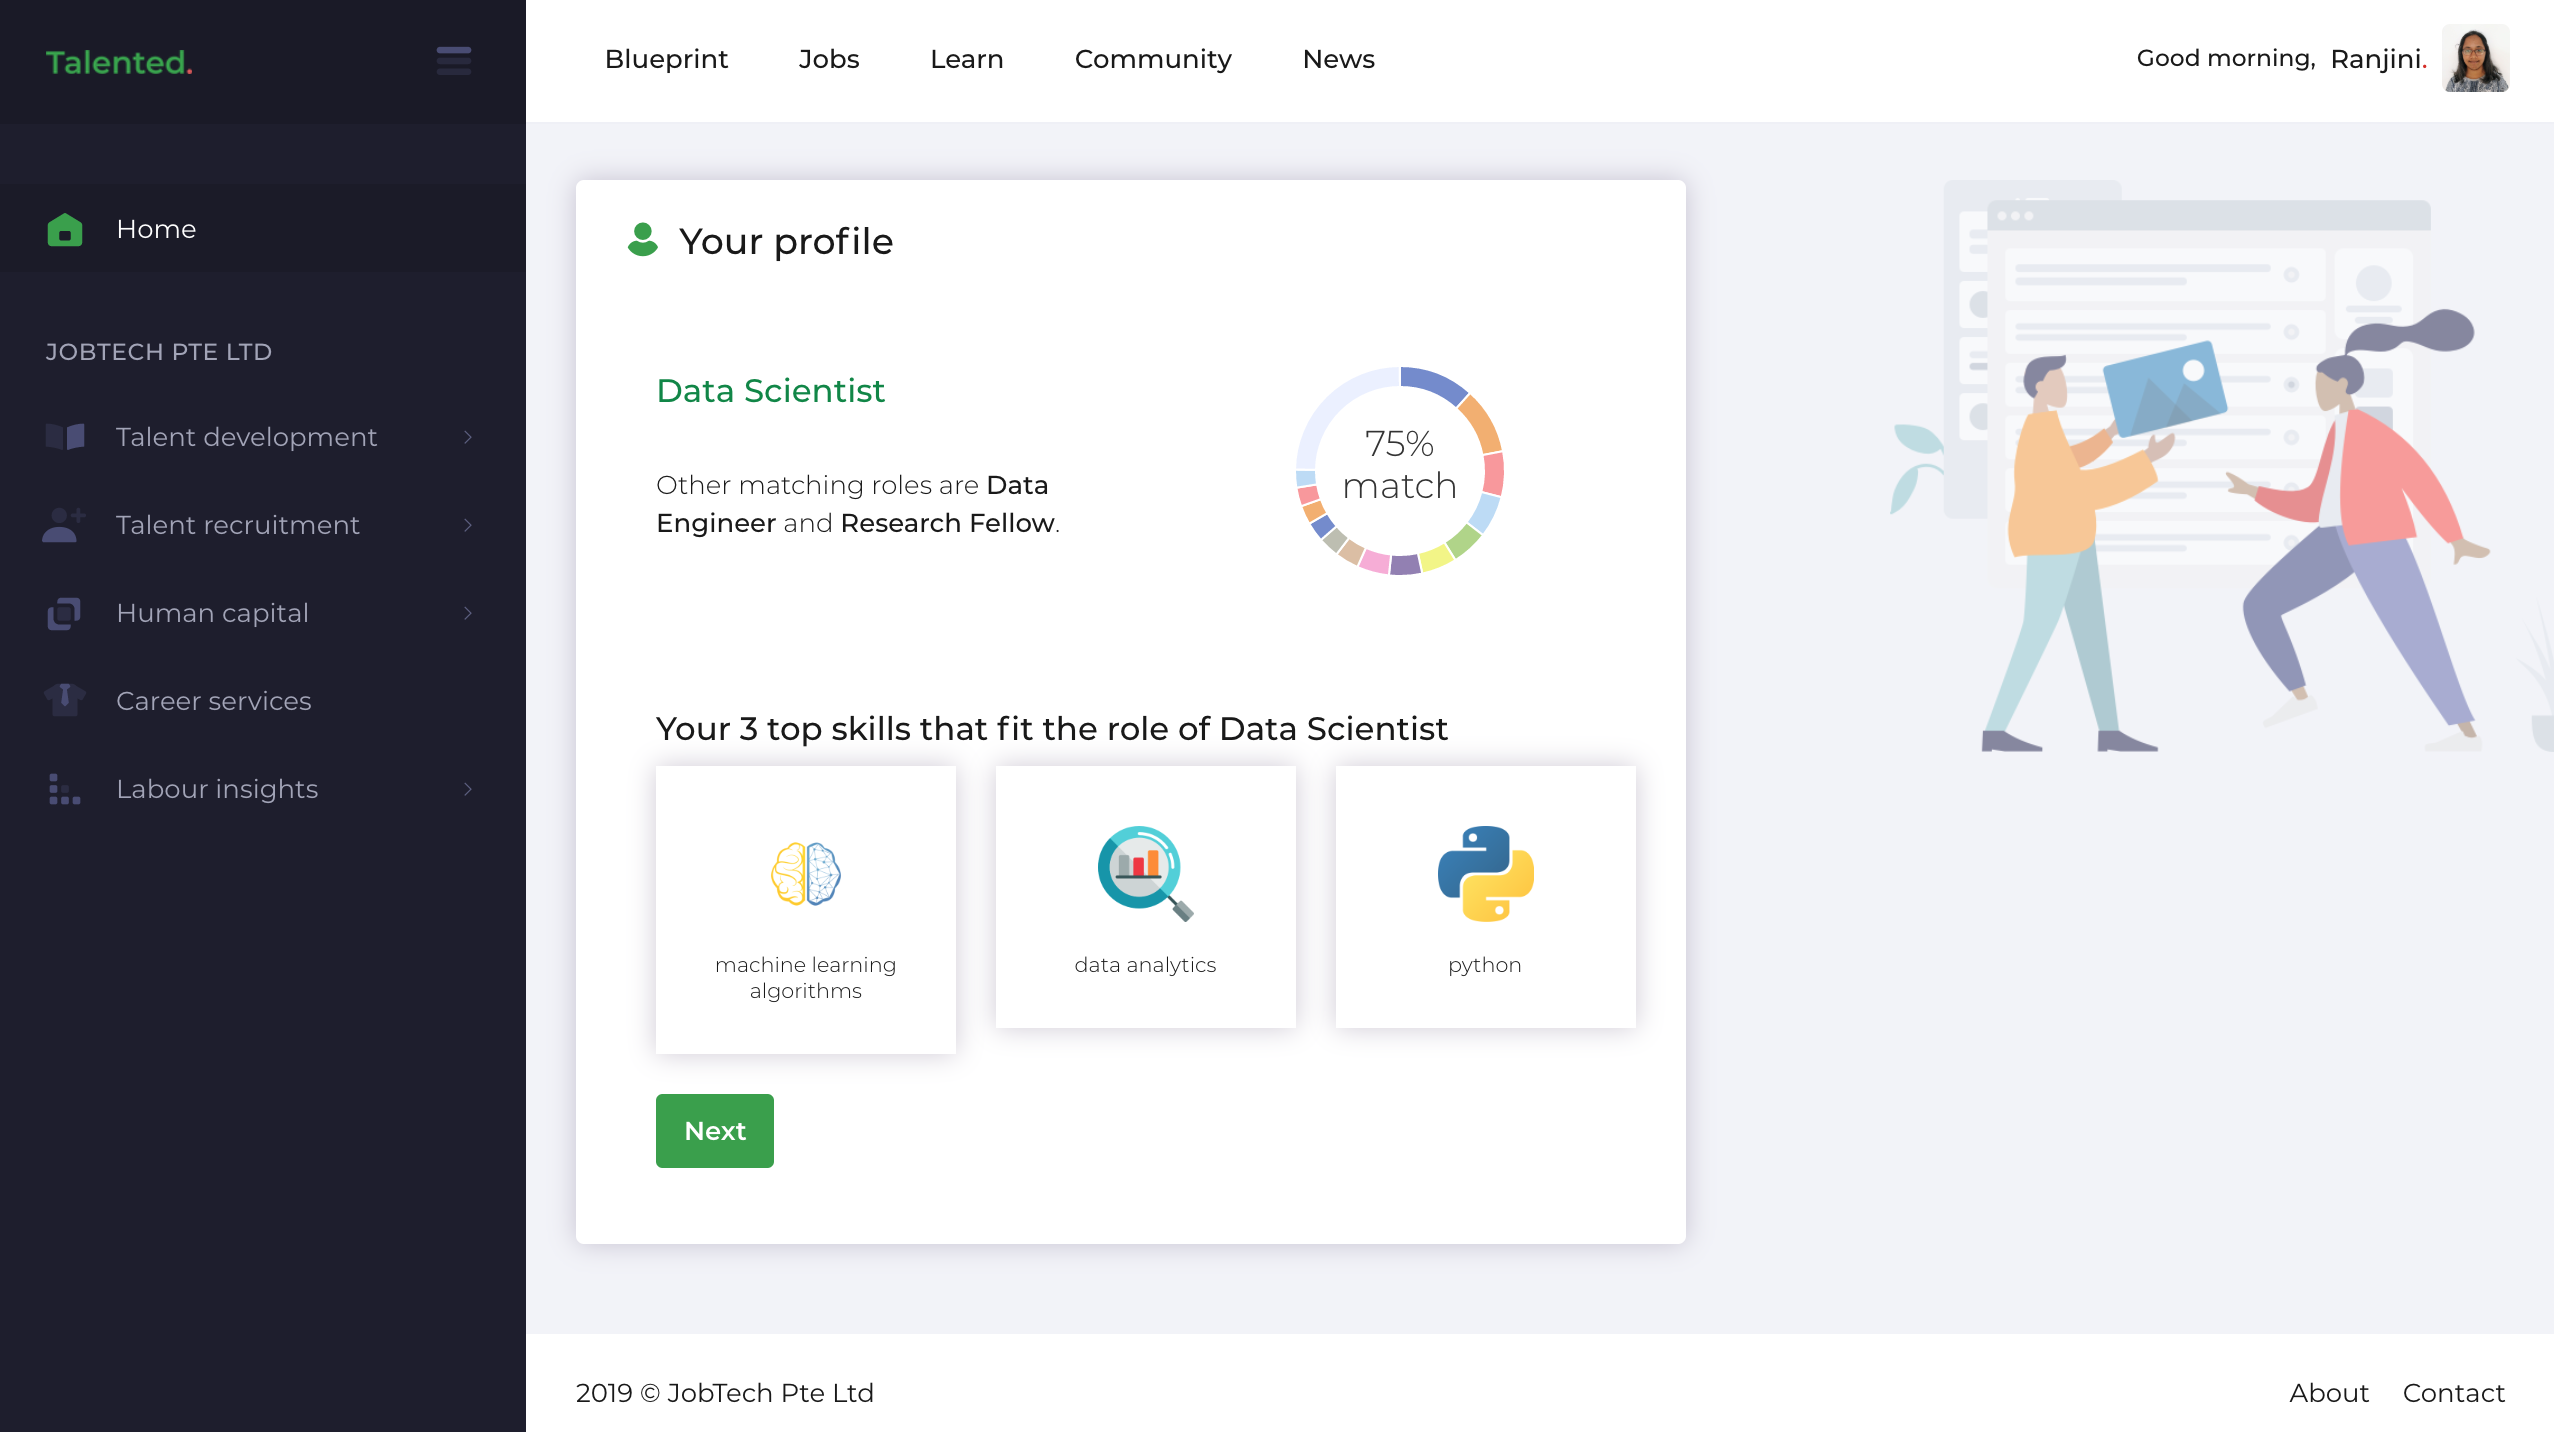 Talented.
Blueprint Jobs Learn Community News
Good morning, Ranjini.
Home
JOBTECH PTE LTD
Talent development
Talent recruitment
Human capital
Career services
Labour insights
Your profile
Data Scientist
Other matching roles are Data
Engineer and Research Fellow.
75%
match
Your 3 top skills that fit the role of Data Scientist
machine learning
algorithms
data analytics
python
Next
2019 © JobTech Pte Ltd
About Contact